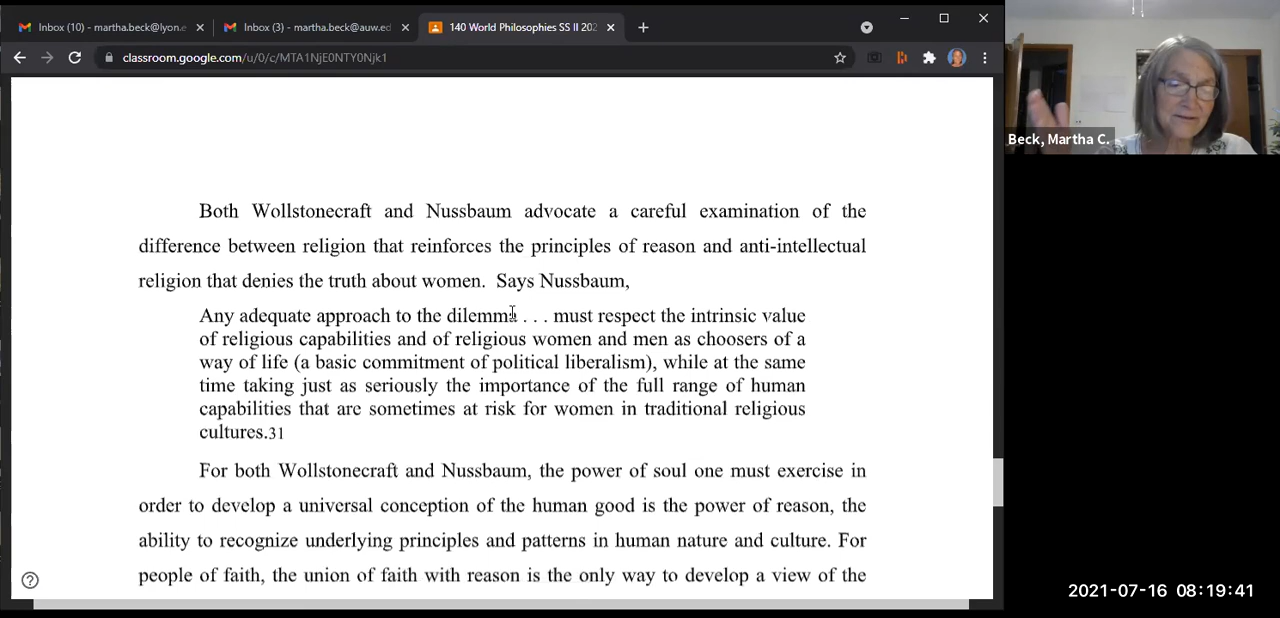 Inbox (10) - martha.beck@lyon.e
Inbox (3) - martha.beck@auw.ed
140 World Philosophies SS II 202
classroom.google.com/u/0/c/MTA1NjE0NTY0Njk1
Beck, Martha C.
Both Wollstonecraft and Nussbaum advocate a careful examination of the
difference between religion that reinforces the principles of reason and anti-intellectual
religion that denies the truth about women. Says Nussbaum,
Any adequate approach to the dilemma . . . must respect the intrinsic value
of religious capabilities and of religious women and men as choosers of a
way of life (a basic commitment of political liberalism), while at the same
time taking just as seriously the importance of the full range of human
capabilities that are sometimes at risk for women in traditional religious
cultures.31
For both Wollstonecraft and Nussbaum, the power of soul one must exercise in
order to develop a universal conception of the human good is the power of reason, the
ability to recognize underlying principles and patterns in human nature and culture. For
people of faith, the union of faith with reason is the only way to develop a view of the
2021-07-16 08:19:41